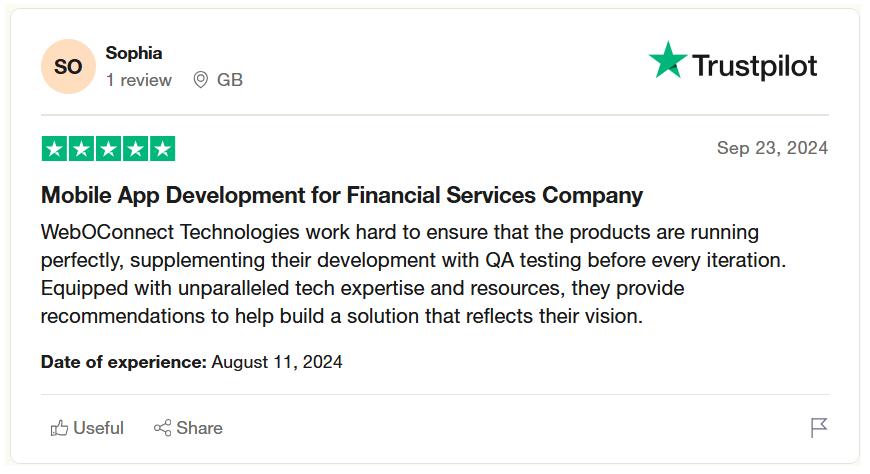 SO
Sophia
1 review GB
Trustpilot
Sep 23, 2024
Mobile App Development for Financial Services Company
WebOConnect Technologies work hard to ensure that the products are running
perfectly, supplementing their development with QA testing before every iteration.
Equipped with unparalleled tech expertise and resources, they provide
recommendations to help build a solution that reflects their vision.
Date of experience: August 11, 2024
Useful Share